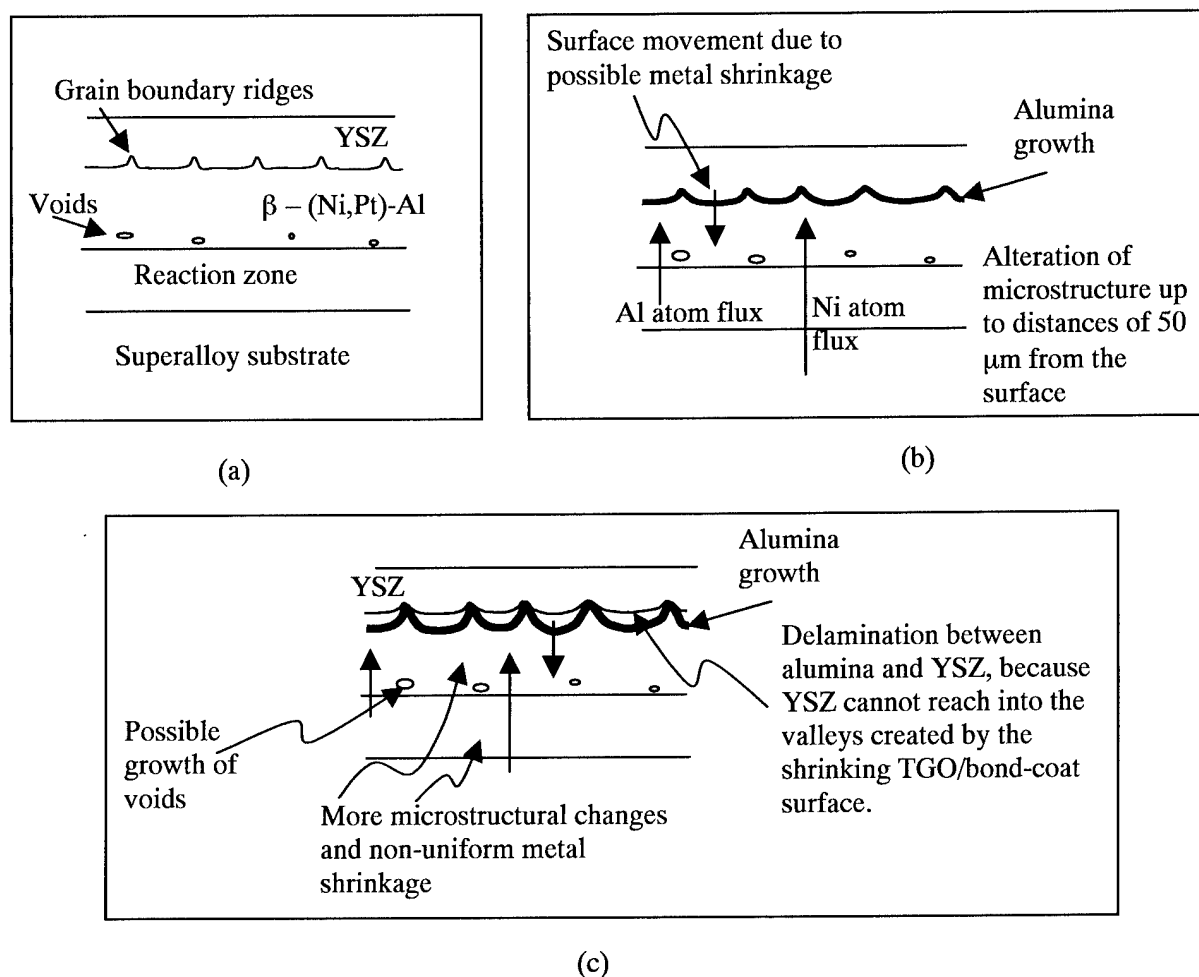 Grain boundary ridges
YSZ
Voids
β – (Ni,Pt)-Al
Reaction zone
Superalloy substrate
(a)
Surface movement due to
possible metal shrinkage
Alumina
growth
Al atom flux
Ni atom
flux
Alteration of
microstructure up
to distances of 50
μm from the
surface
(b)
YSZ
Alumina
growth
Delamination between
alumina and YSZ, because
YSZ cannot reach into the
valleys created by the
shrinking TGO/bond-coat
surface.
Possible
growth of
voids
More microstructural changes
and non-uniform metal
shrinkage
(c)